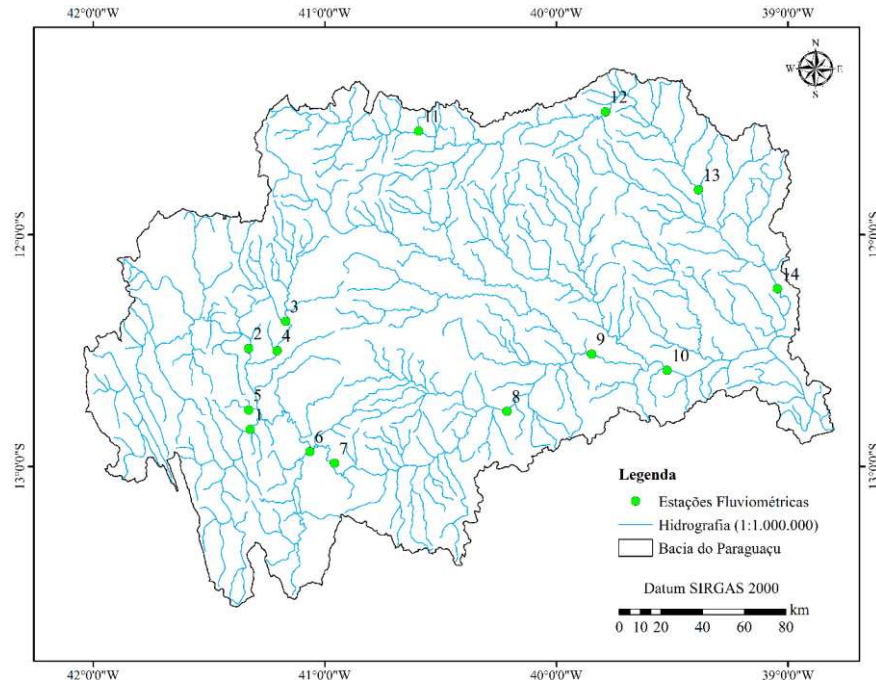 42°0'0"W 41°0'0"W 40°0'0"W 39°0'0"W
N
W E
S
11
12
13
12°0'0"S 12°0'0"S
14
3
2
4
9
10
5
1
8
6
7
13°0'0"S 13°0'0"S
Legenda
Estações Fluviométricas
Hidrografia (1:1.000.000)
Bacia do Paraguaçu
Datum SIRGAS 2000
km
0 10 20 40 60 80
42°0'0"W 41°0'0"W 40°0'0"W 39°0'0"W